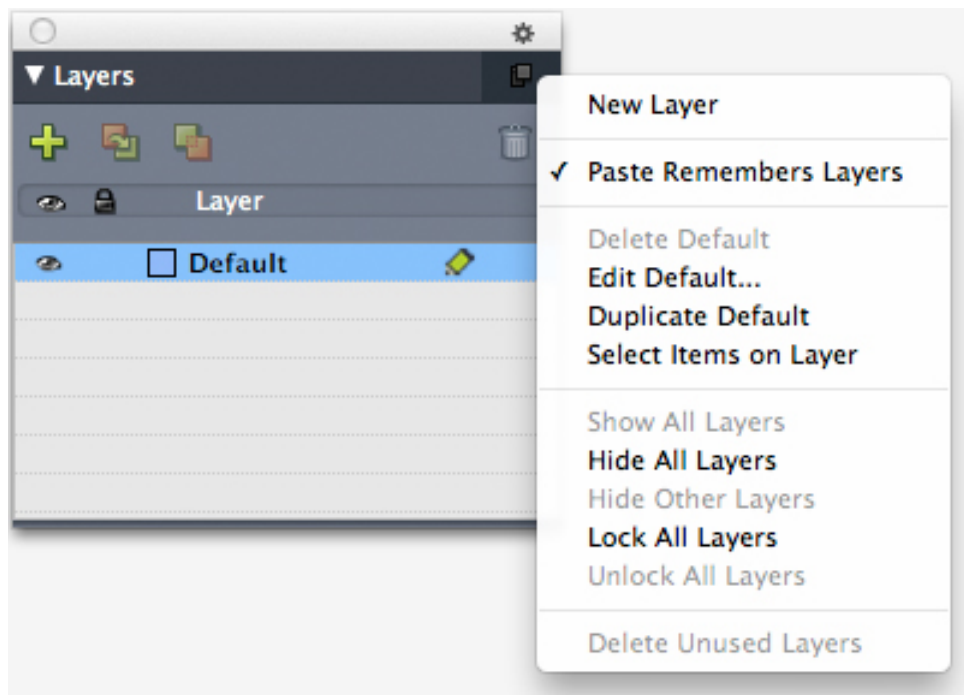 Layers
Layer
Default
New Layer
✓ Paste Remembers Layers
Delete Default
Edit Default...
Duplicate Default
Select Items on Layer
Show All Layers
Hide All Layers
Hide Other Layers
Lock All Layers
Unlock All Layers
Delete Unused Layers